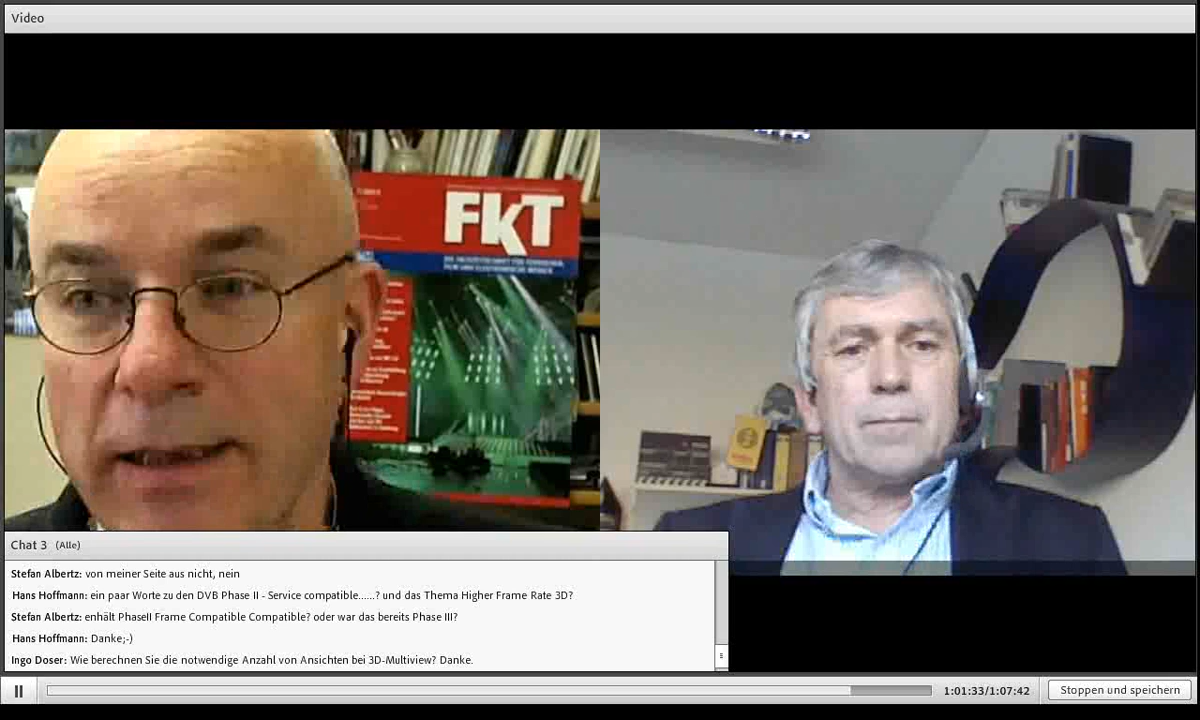 Video
FKT
Chat 3 (Alle)
Stefan Albertz: von meiner Seite aus nicht, nein
Hans Hoffmann: ein paar Worte zu den DVB Phase II - Service compatible......? und das Thema Higher Frame Rate 3D?
Stefan Albertz: enhält PhaseII Frame Compatible Compatible? oder war das bereits Phase III?
Hans Hoffmann: Danke;-)
Ingo Doser: Wie berechnen Sie die notwendige Anzahl von Ansichten bei 3D-Multiview? Danke.
1:01:33/1:07:42
Stoppen und speichern